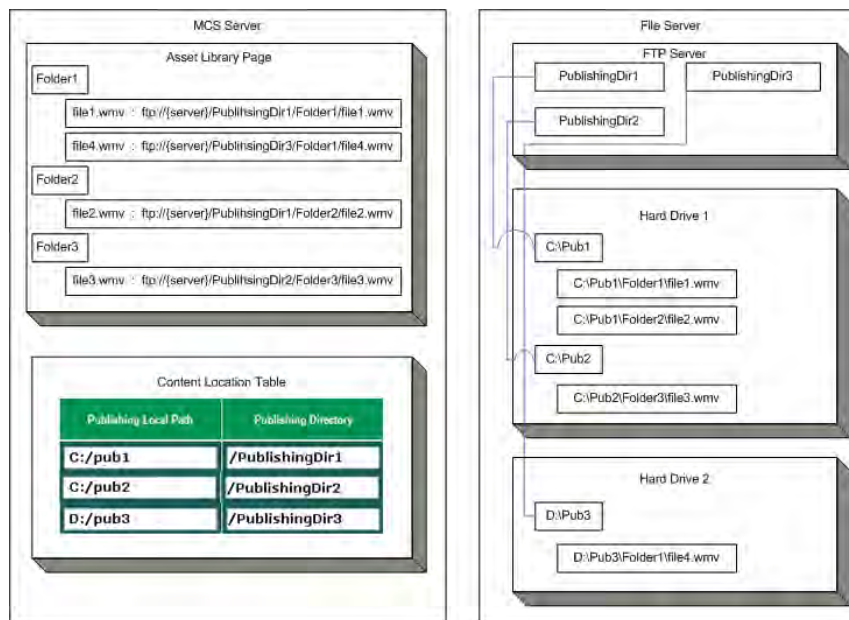 MCS Server
Asset Library Page
Folder1
file1.wmv : ftp://{server}/PublihsingDir1/Folder1/file1.wmv
file4.wmv : ftp://{server}/PublihsingDir3/Folder1/file4.wmv
Folder2
file2.wmv : ftp://{server}/PublihsingDir1/Folder2/file2.wmv
Folder3
file3.wmv : ftp://{server}/PublihsingDir2/Folder3/file3.wmv
Content Location Table
Publishing Local Path Publishing Directory
C:/pub1 /PublishingDir1
C:/pub2 /PublishingDir2
D:/pub3 /PublishingDir3
File Server
FTP Server
PublishingDir1 PublishingDir3
PublishingDir2
Hard Drive 1
C:\Pub1
C:\Pub1\Folder1\file1.wmv
C:\Pub1\Folder2\file2.wmv
C:\Pub2
C:\Pub2\Folder3\file3.wmv
Hard Drive 2
D:\Pub3
D:\Pub3\Folder1\file4.wmv